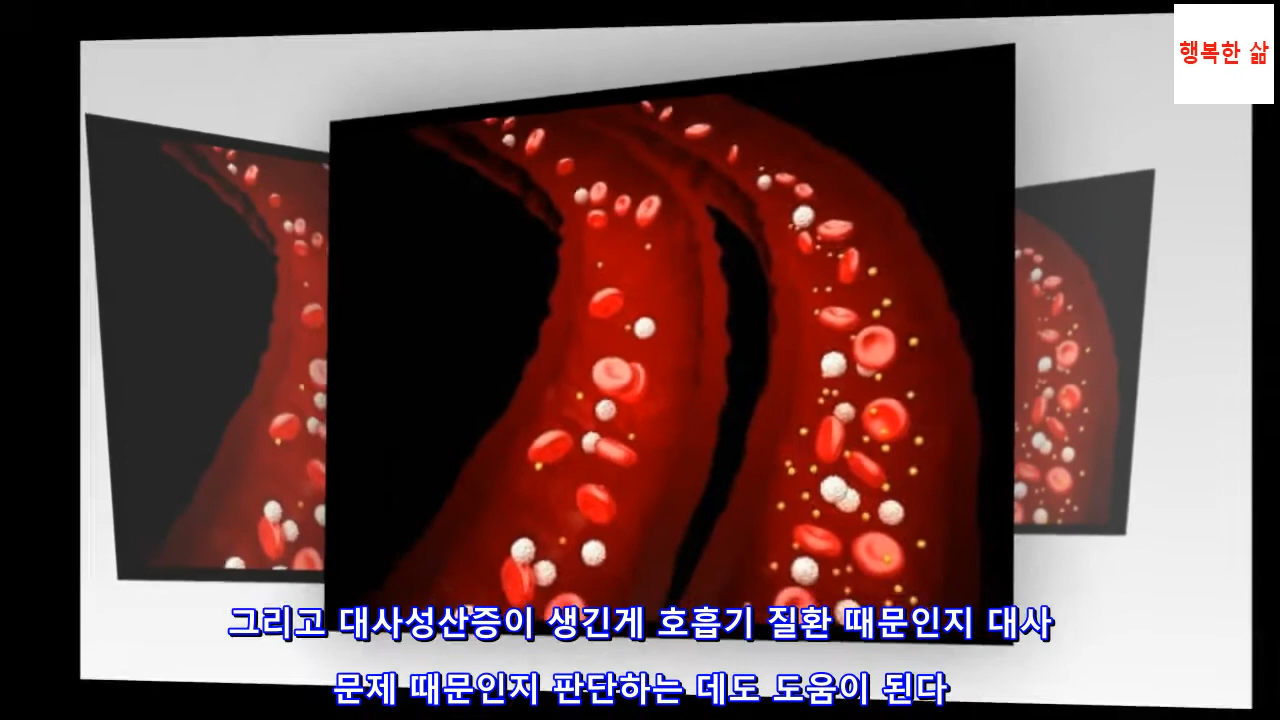 행복한 삶
그리고 대사성산증이 생긴게 호흡기 질환 때문인지 대사
문제 때문인지 판단하는 데도 도움이 된다